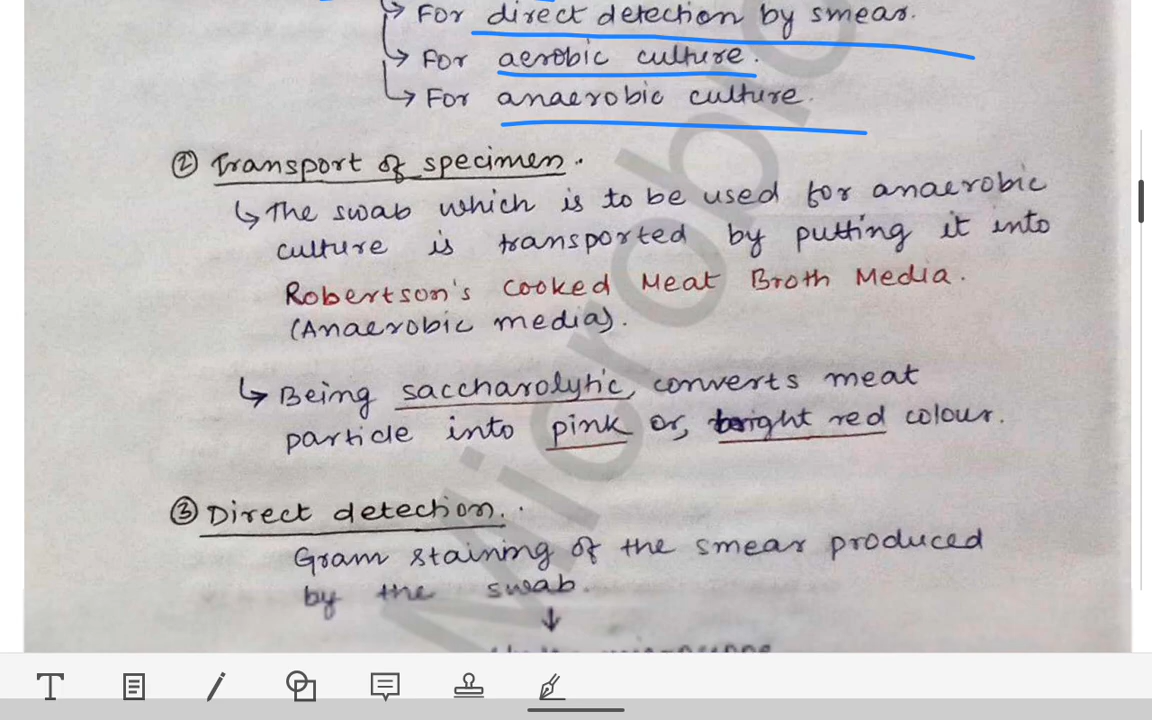 ↳ For direct detection by smear.
↳ For aerobic culture.
↳ For anaerobic culture.
② Transport of specimen.
↳ The swab which is to be used for anaerobic
culture is transported by putting it into
Robertson's Cooked Meat Broth Media.
(Anaerobic media).
↳ Being saccharolytic, converts meat
particle into pink or, bright red colour.
③ Direct detection.
Gram staining of the smear produced
by the swab.
↓
Microbio
T